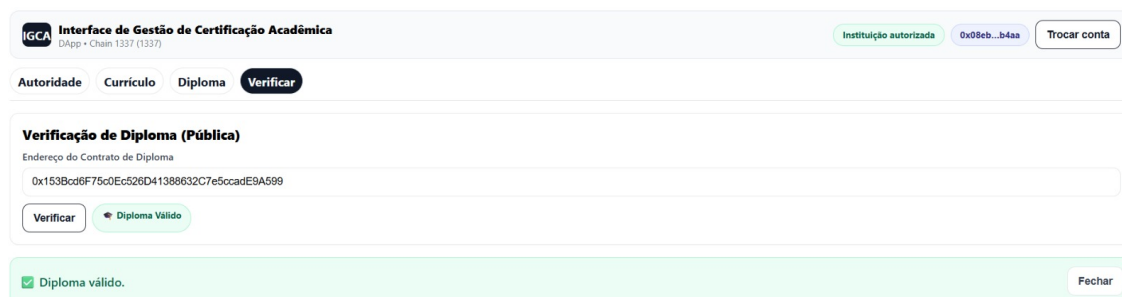 IGCA
Interface de Gestão de Certificação Acadêmica
DApp • Chain 1337 (1337)
Instituição autorizada
0x08eb...b4aa
Trocar conta
Autoridade
Currículo
Diploma
Verificar
Verificação de Diploma (Pública)
Endereço do Contrato de Diploma
0x153Bcd6F75c0Ec526D41388632C7e5ccadE9A599
Verificar
Diploma Válido
Diploma válido.
Fechar